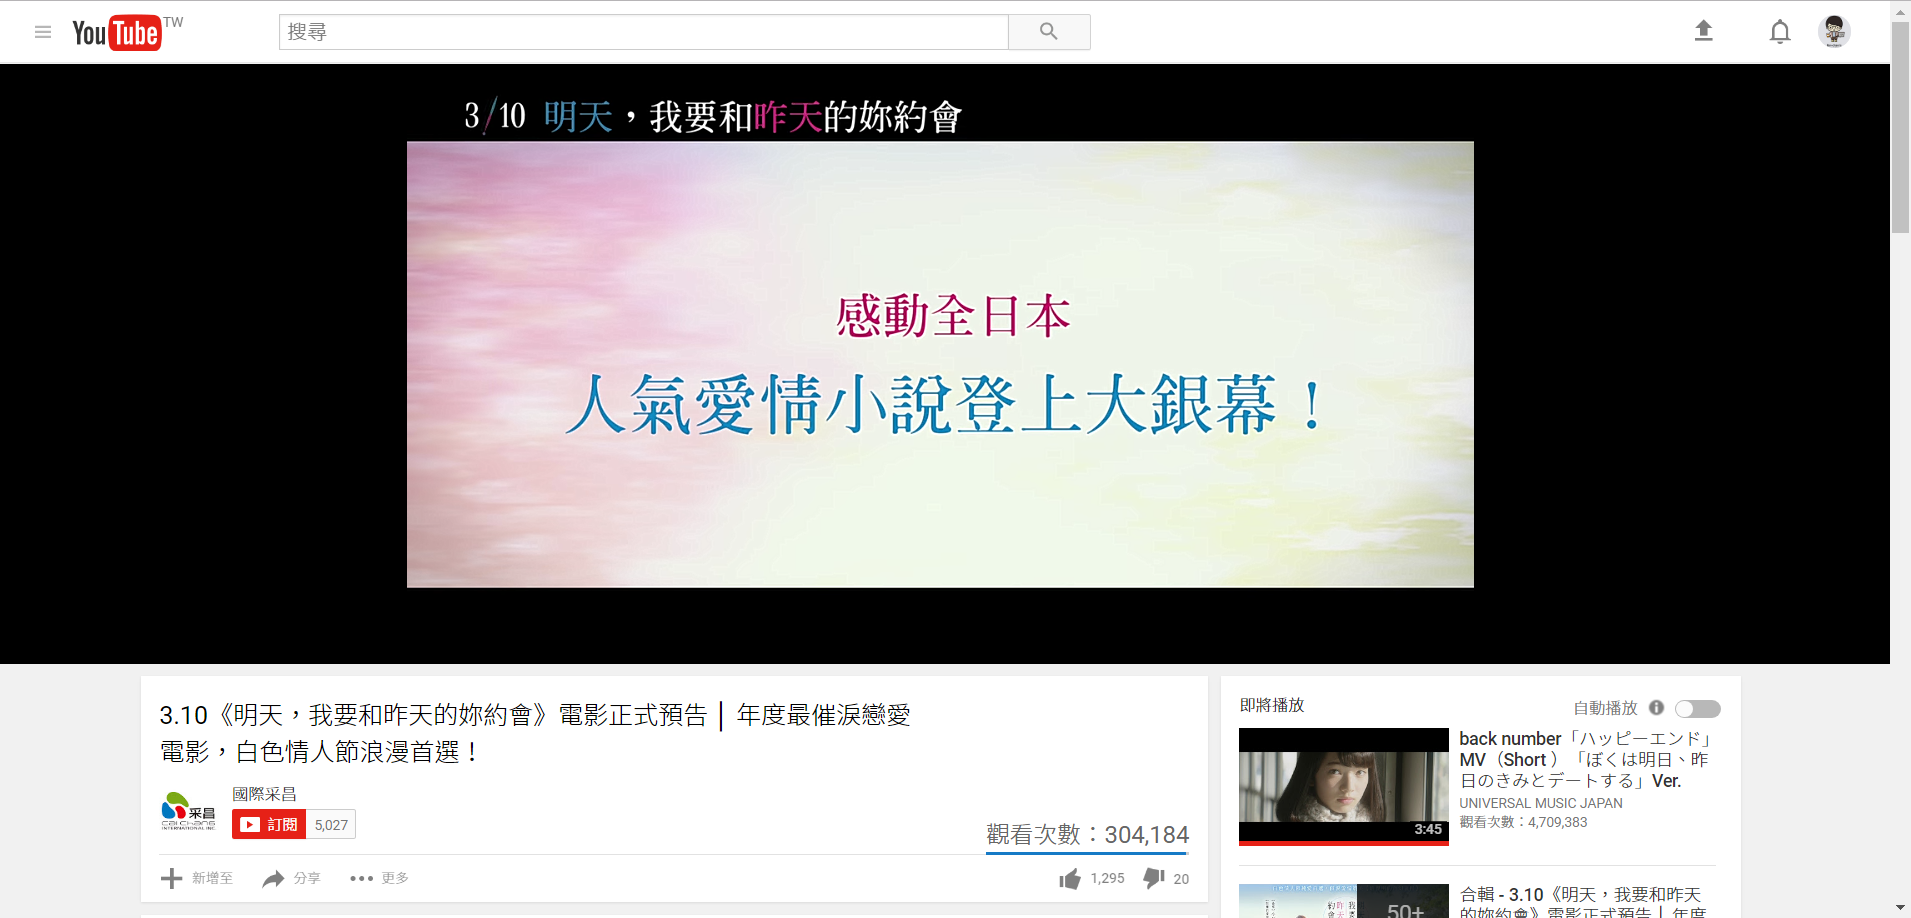 YouTube TW
搜尋
3/10 明天，我要和昨天的妳約會
感動全日本
人氣愛情小說登上大銀幕！
3.10《明天，我要和昨天的妳約會》電影正式預告│年度最催淚戀愛
電影，白色情人節浪漫首選！
采昌
CAI CHANG
INTERNATIONAL INC.
國際采昌
訂閱 5,027
觀看次數：304,184
新增至 分享 更多 1,295 20
即將播放 自動播放
3:45
back number「ハッピーエンド」
MV（Short ）「ぼくは明日、昨
日のきみとデートする」Ver.
UNIVERSAL MUSIC JAPAN
觀看次數：4,709,383
50+
合輯 - 3.10《明天，我要和昨天
的妳約會》電影正式預告│年度